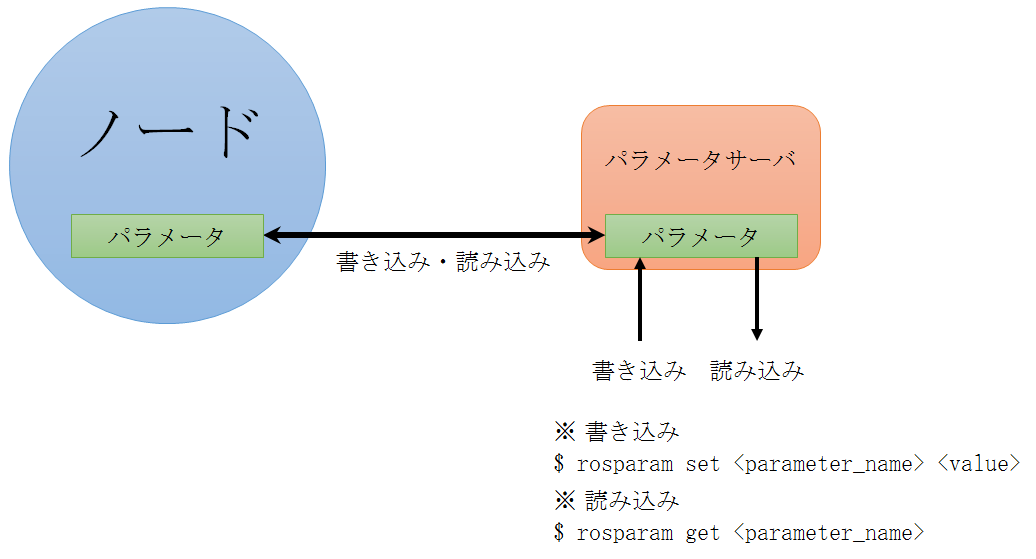 ノード
パラメータサーバ
パラメータ
パラメータ
書き込み・読み込み
書き込み 読み込み
※ 書き込み
$ rosparam set <parameter_name> <value>
※ 読み込み
$ rosparam get <parameter_name>